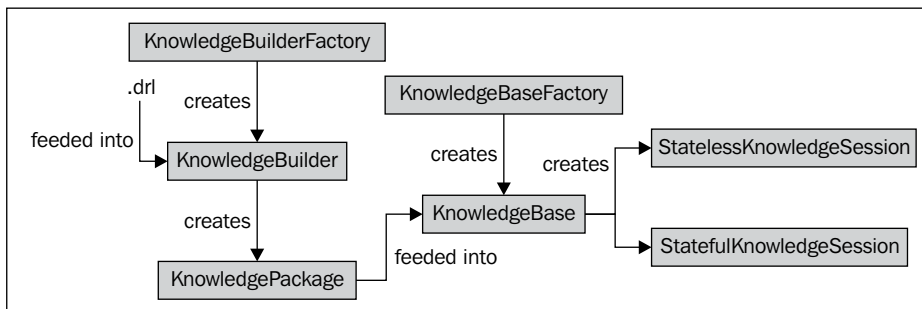 KnowledgeBuilderFactory
.drl
creates
KnowledgeBaseFactory
feeded into
KnowledgeBuilder
creates
creates
StatelessKnowledgeSession
creates
KnowledgeBase
KnowledgePackage
feeded into
StatefulKnowledgeSession